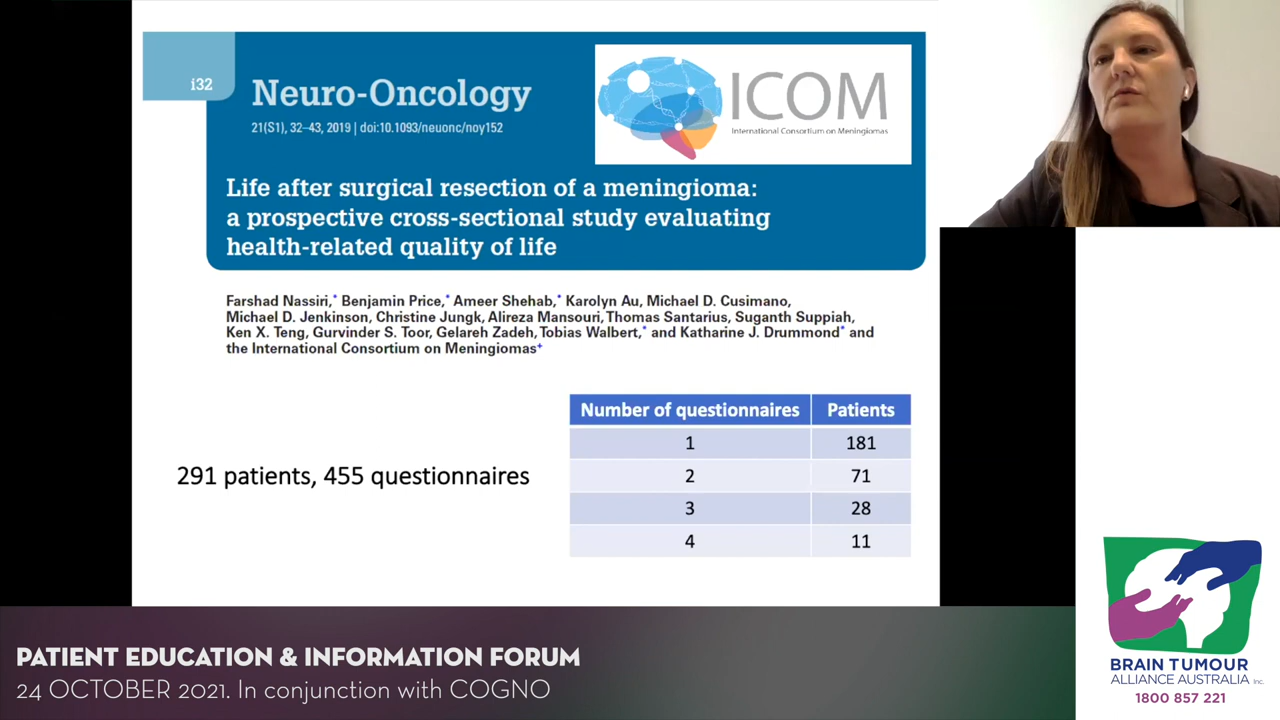 i32
Neuro-Oncology
21(S1), 32–43, 2019 | doi:10.1093/neuonc/noy152
ICOM
International Consortium on Meningiomas
Life after surgical resection of a meningioma:
a prospective cross-sectional study evaluating
health-related quality of life
Farshad Nassiri,* Benjamin Price,* Ameer Shehab,* Karolyn Au, Michael D. Cusimano,
Michael D. Jenkinson, Christine Jungk, Alireza Mansouri, Thomas Santarius, Suganth Suppiah,
Ken X. Teng, Gurvinder S. Toor, Gelareh Zadeh, Tobias Walbert,* and Katharine J. Drummond* and
the International Consortium on Meningiomas+
291 patients, 455 questionnaires
Number of questionnaires Patients
1 181
2 71
3 28
4 11
PATIENT EDUCATION & INFORMATION FORUM
24 OCTOBER 2021. In conjunction with COGNO
BRAIN TUMOUR
ALLIANCE AUSTRALIA Inc.
1800 857 221